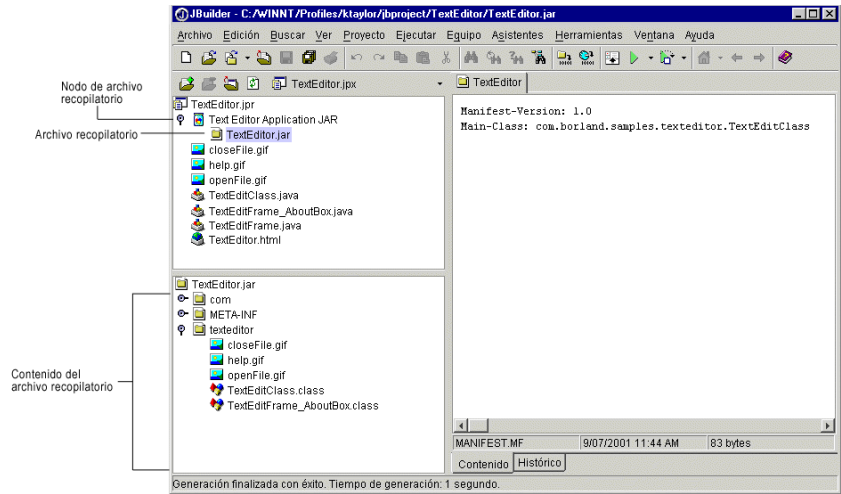 JBuilder - C:/WINNT/Profiles/ktaylor/jbproject/TextEditor/TextEditor.jar
Archivo Edición Buscar Ver Proyecto Ejecutar Equipo Asistentes Herramientas Ventana Ayuda
TextEditor.jpx
TextEditor
Nodo de archivo
recopilatorio
Archivo recopilatorio
TextEditor.jpr
Text Editor Application JAR
TextEditor.jar
closeFile.gif
help.gif
openFile.gif
TextEditClass.java
TextEditFrame_AboutBox.java
TextEditFrame.java
TextEditor.html
Manifest-Version: 1.0
Main-Class: com.borland.samples.texteditor.TextEditClass
Contenido del
archivo recopilatorio
TextEditor.jar
com
META-INF
texteditor
closeFile.gif
help.gif
openFile.gif
TextEditClass.class
TextEditFrame_AboutBox.class
MANIFEST.MF 9/07/2001 11:44 AM 83 bytes
Contenido Histórico
Generación finalizada con éxito. Tiempo de generación: 1 segundo.